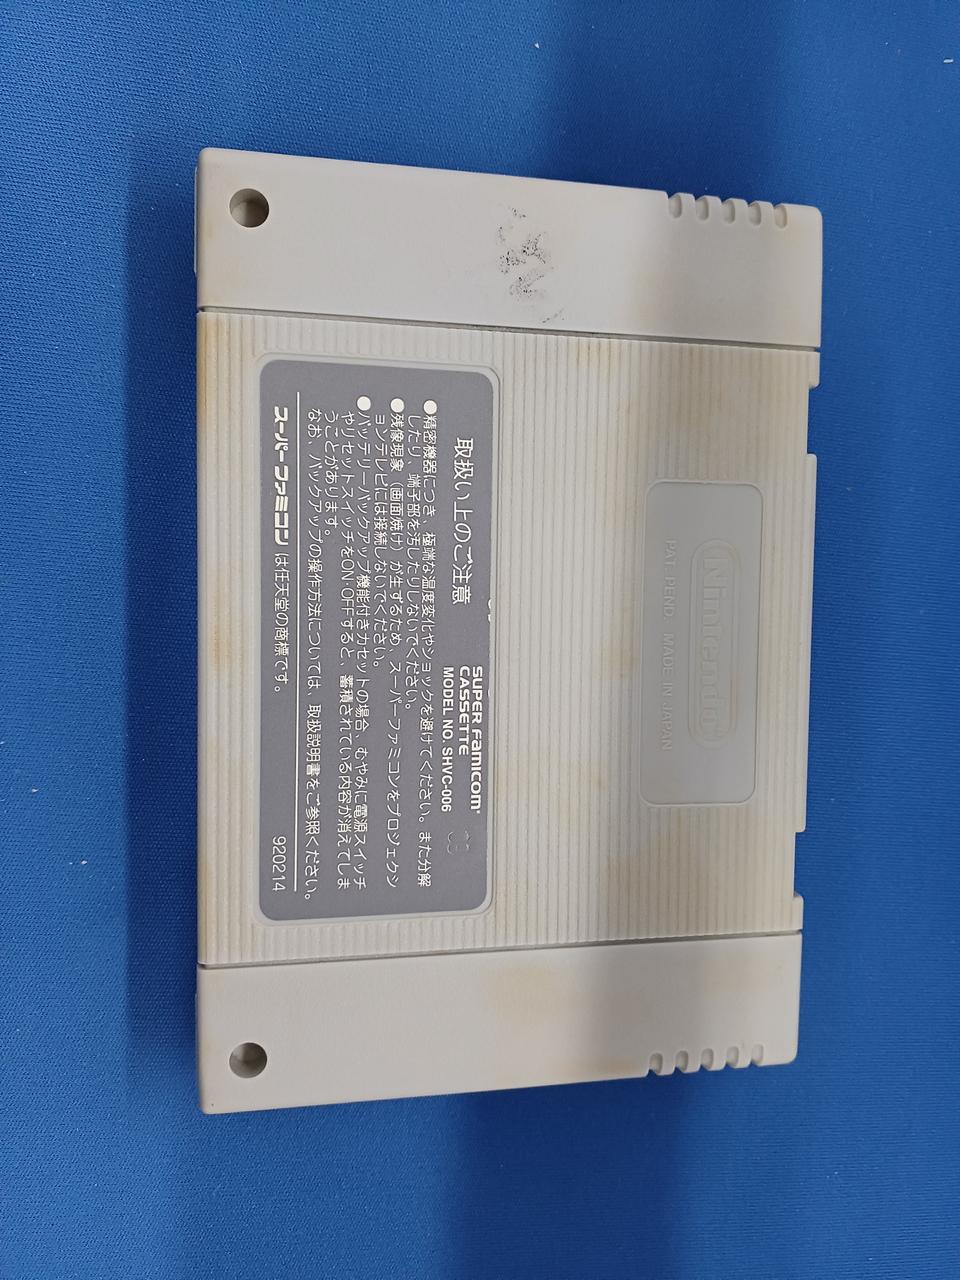 Nintendo
PAT. PEND. MADE IN JAPAN
SUPER FAMICOM
CASSETTE
MODEL NO. SHVC-006
取扱い上のご注意
●精密機器につき、極端な温度変化やショックを避けてください。また分解
したり、端子部を汚したりしないでください。
●残像現象（画面焼け）が生ずるため、スーパーファミコンをプロジェクシ
ョンテレビには接続しないでください。
●バッテリーバックアップ機能付きカセットの場合、むやみに電源スイッチ
やリセットスイッチをON・OFFすると、蓄積されている内容が消えてしま
うことがあります。
なお、バックアップの操作方法については、取扱説明書をご参照ください。
スーパーファミコンは任天堂の商標です。 920214